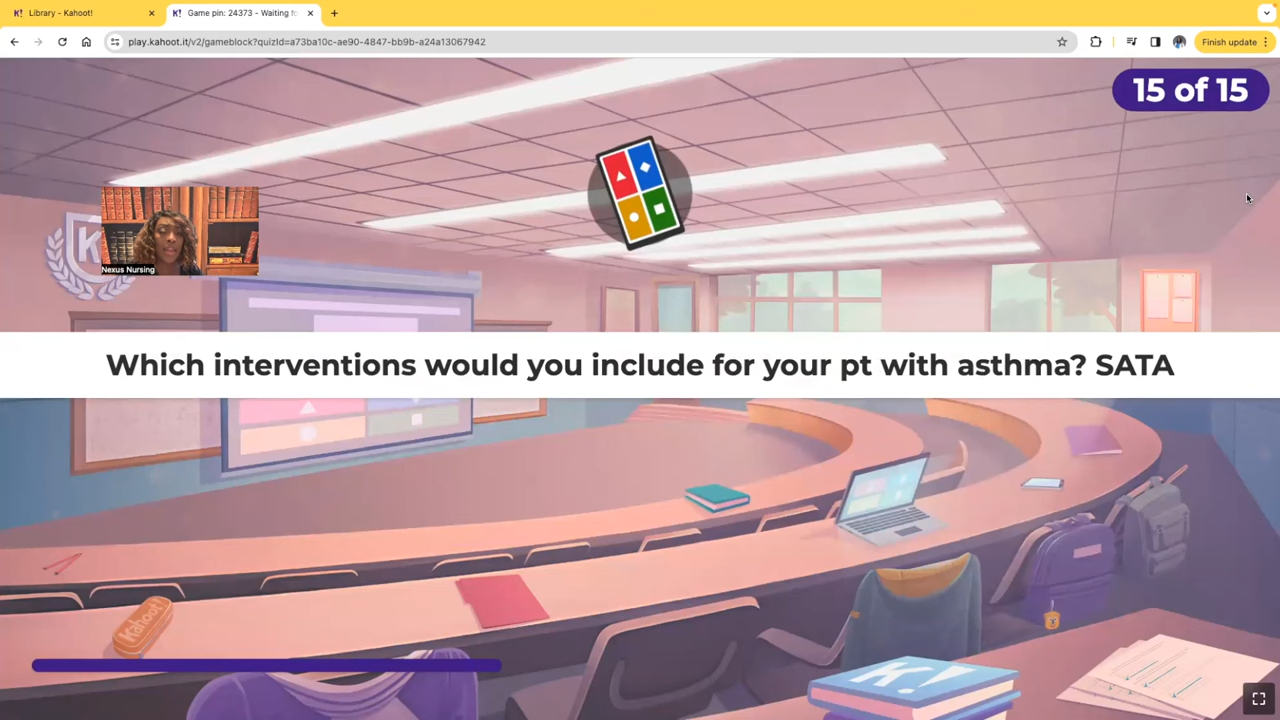 Library - Kahoot!
Game pin: 24373 - Waiting fo
play.kahoot.it/v2/gameblock?quizId=a73ba10c-ae90-4847-bb9b-a24a13067942
Finish update
15 of 15
K
Nexus Nursing
Which interventions would you include for your pt with asthma? SATA
Kahoot!
K!